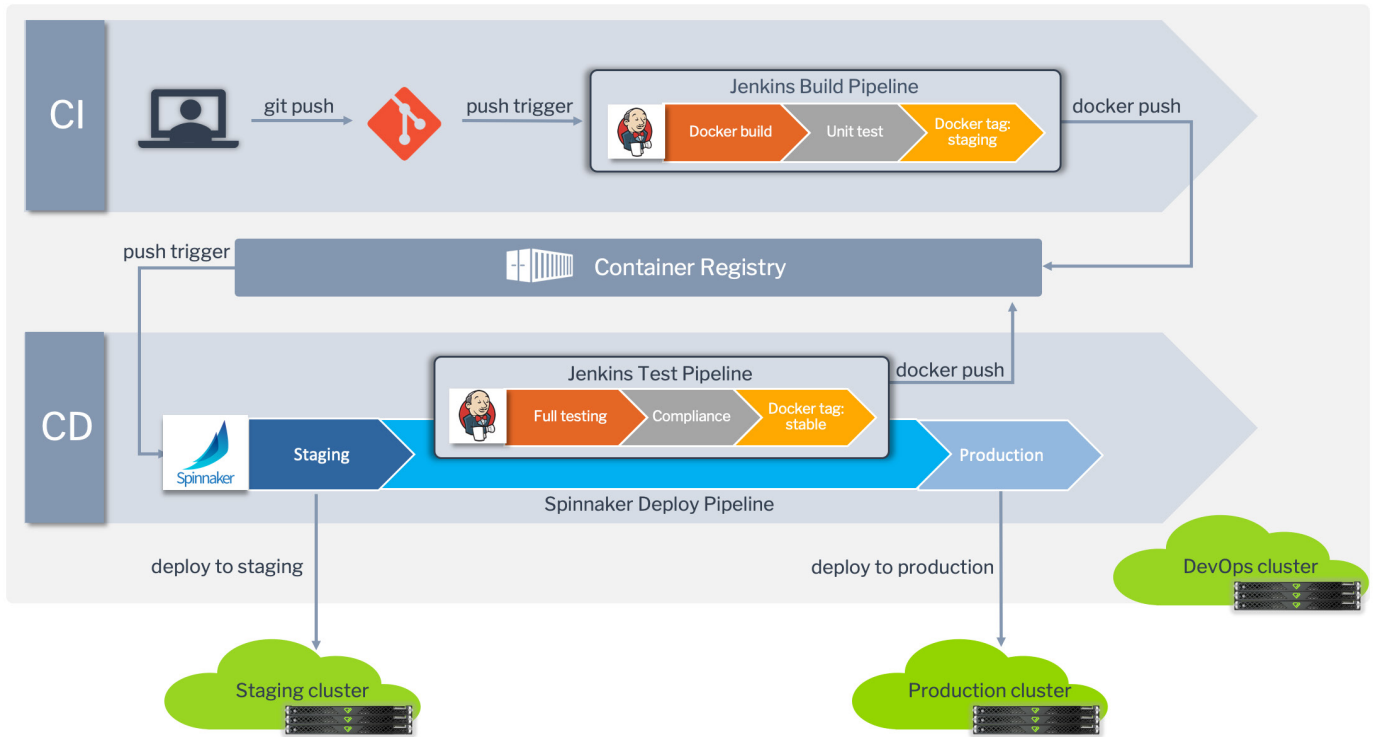 CI
git push
push trigger
Jenkins Build Pipeline
Docker build
Unit test
Docker tag:
staging
docker push
push trigger
Container Registry
CD
Jenkins Test Pipeline
Full testing
Compliance
Docker tag:
stable
docker push
Spinnaker
Staging
Production
Spinnaker Deploy Pipeline
deploy to staging
deploy to production
DevOps cluster
Staging cluster
Production cluster